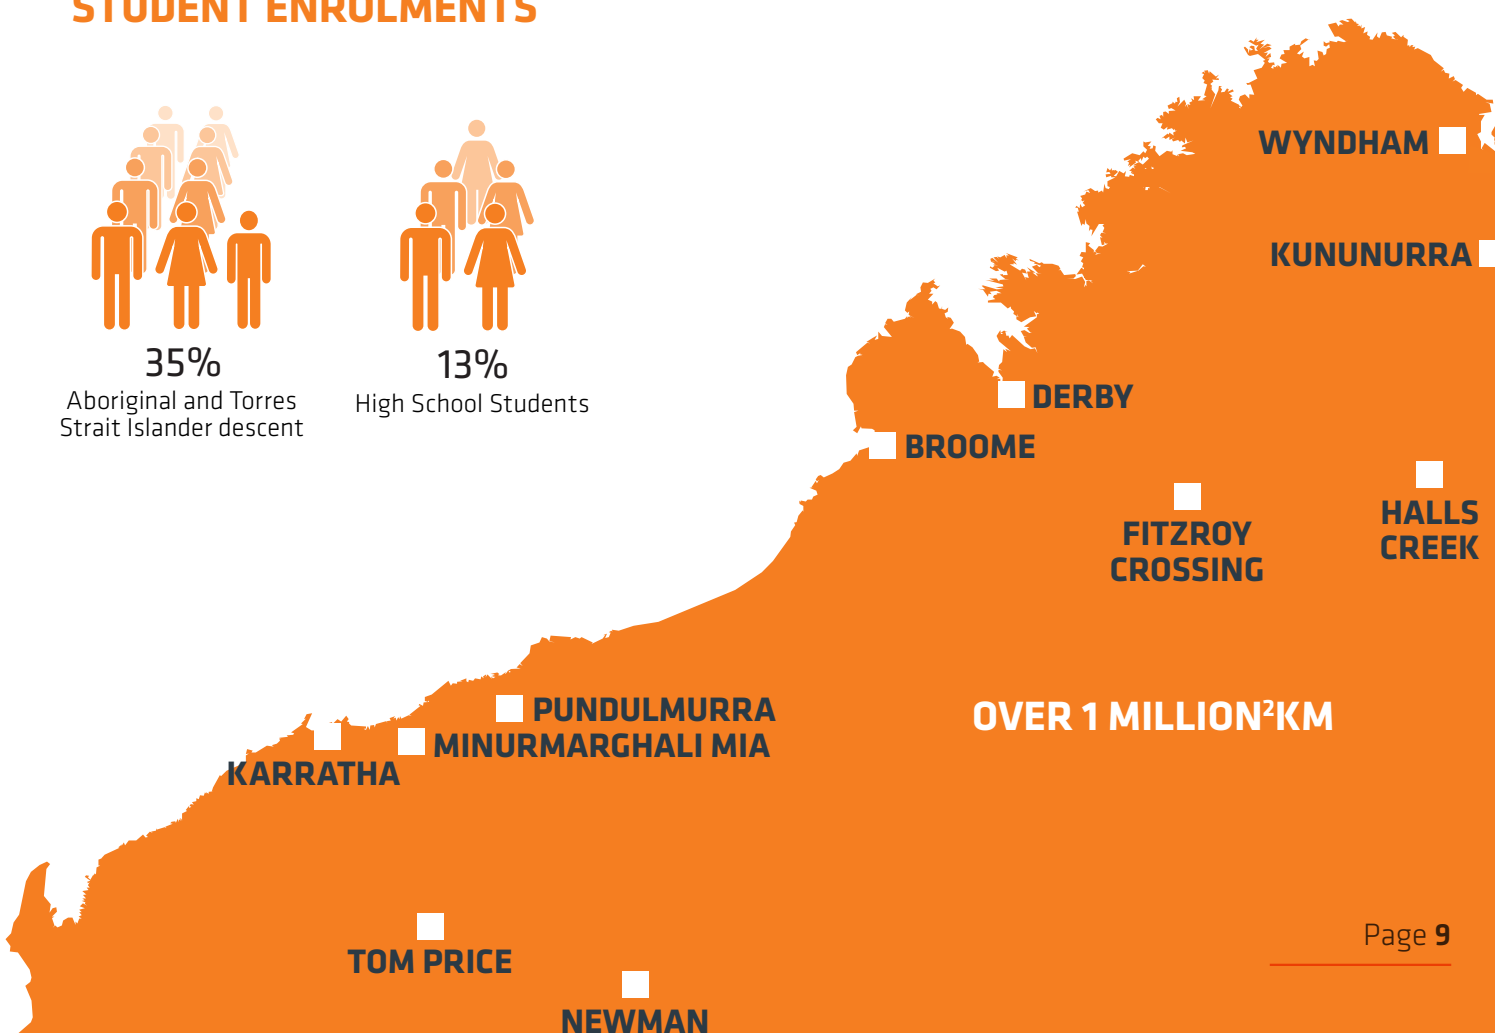 STUDENT ENROLMENTS
35%
Aboriginal and Torres
Strait Islander descent
13%
High School Students
WYNDHAM
KUNUNURRA
DERBY
BROOME
HALLS
CREEK
FITZROY
CROSSING
PUNDULMURRA
MINURMARGHALI MIA
KARRATHA
OVER 1 MILLION²KM
TOM PRICE
NEWMAN
Page 9